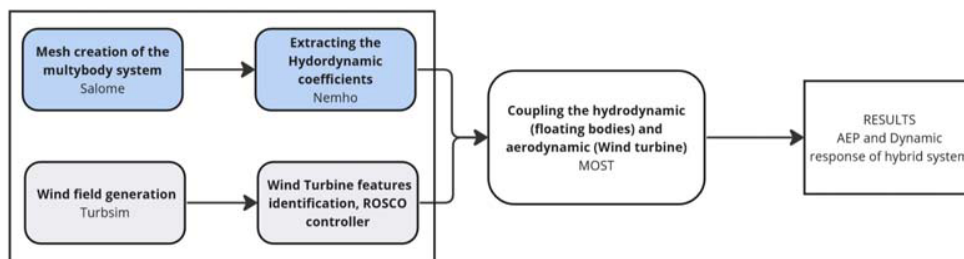 Mesh creation of the
multybody system
Salome
Extracting the
Hydordynamic
coefficients
Nemho
Wind field generation
Turbsim
Wind Turbine features
identification, ROSCO
controller
Coupling the hydrodynamic
(floating bodies) and
aerodynamic (Wind turbine)
MOST
RESULTS
AEP and Dynamic
response of hybrid system